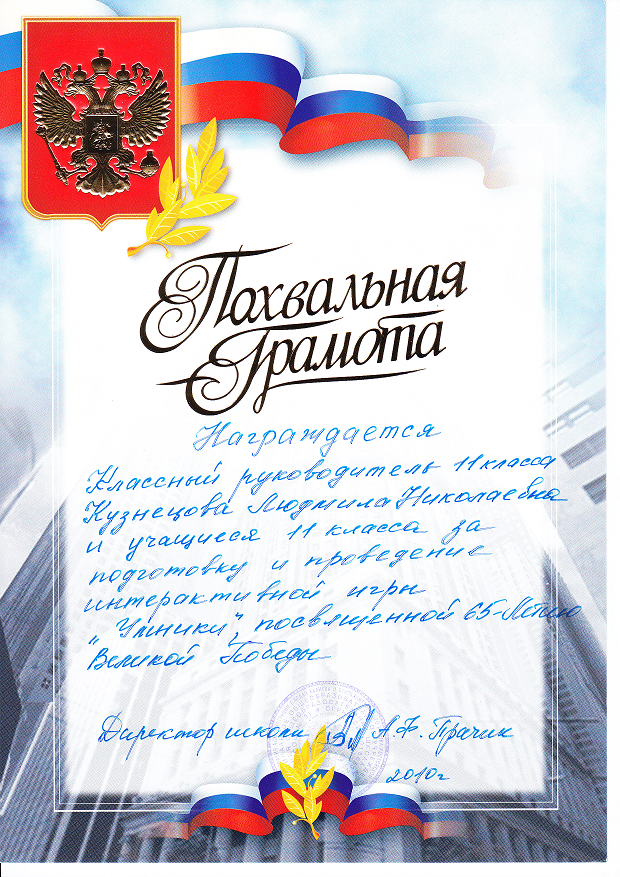 Похвальная
Грамота
Награждается
Классный руководитель 11 класса
Кузнецова Людмила Николаевна
и учащиеся 11 класса за
подготовку и проведение
интерактивной игры
„Умники", посвященной 65-Летию
Великой Победы
Директор школы А.Ф. Прачик
2010г